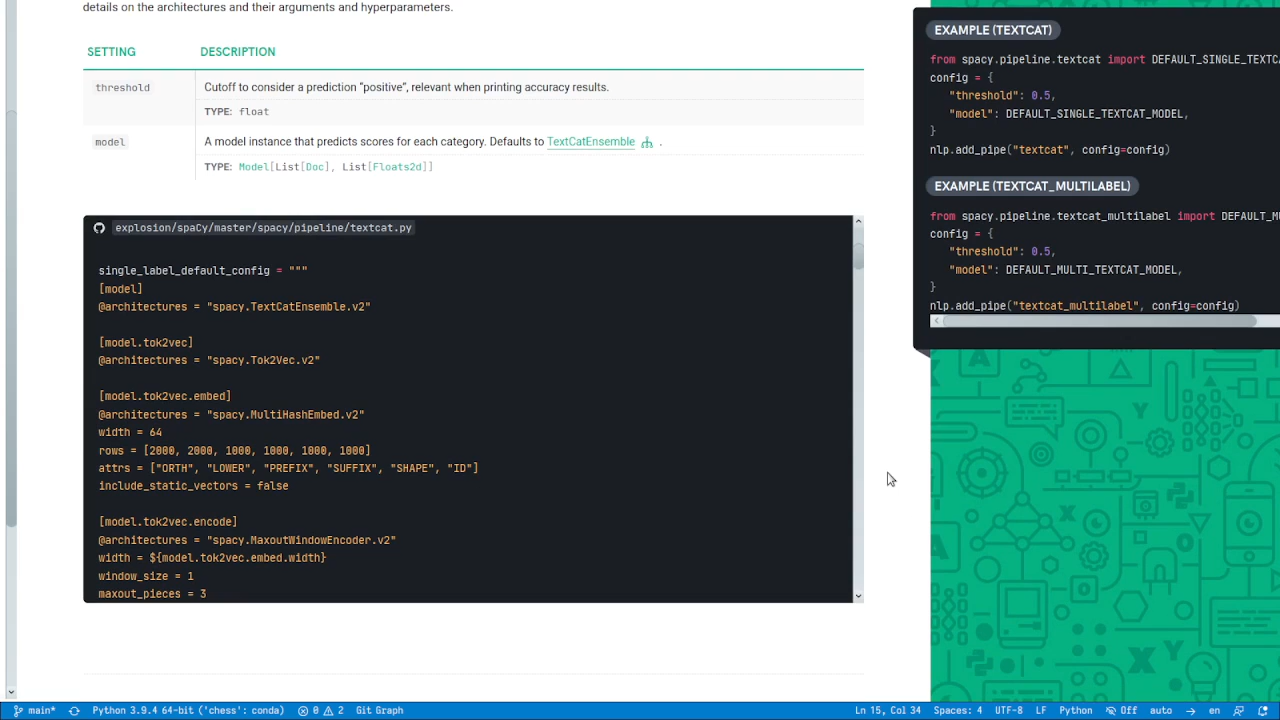 details on the architectures and their arguments and hyperparameters.
SETTING DESCRIPTION
threshold Cutoff to consider a prediction “positive”, relevant when printing accuracy results.
TYPE: float
model A model instance that predicts scores for each category. Defaults to TextCatEnsemble .
TYPE: Model[List[Doc], List[Floats2d]]
explosion/spaCy/master/spacy/pipeline/textcat.py
single_label_default_config = """
[model]
@architectures = "spacy.TextCatEnsemble.v2"
[model.tok2vec]
@architectures = "spacy.Tok2Vec.v2"
[model.tok2vec.embed]
@architectures = "spacy.MultiHashEmbed.v2"
width = 64
rows = [2000, 2000, 1000, 1000, 1000, 1000]
attrs = ["ORTH", "LOWER", "PREFIX", "SUFFIX", "SHAPE", "ID"]
include_static_vectors = false
[model.tok2vec.encode]
@architectures = "spacy.MaxoutWindowEncoder.v2"
width = ${model.tok2vec.embed.width}
window_size = 1
maxout_pieces = 3
EXAMPLE (TEXTCAT)
from spacy.pipeline.textcat import DEFAULT_SINGLE_TEXTCA
config = {
"threshold": 0.5,
"model": DEFAULT_SINGLE_TEXTCAT_MODEL,
}
nlp.add_pipe("textcat", config=config)
EXAMPLE (TEXTCAT_MULTILABEL)
from spacy.pipeline.textcat_multilabel import DEFAULT_MU
config = {
"threshold": 0.5,
"model": DEFAULT_MULTI_TEXTCAT_MODEL,
}
nlp.add_pipe("textcat_multilabel", config=config)
main* Python 3.9.4 64-bit ('chess': conda) 0 2 Git Graph Ln 15, Col 34 Spaces: 4 UTF-8 LF Python Off auto → en